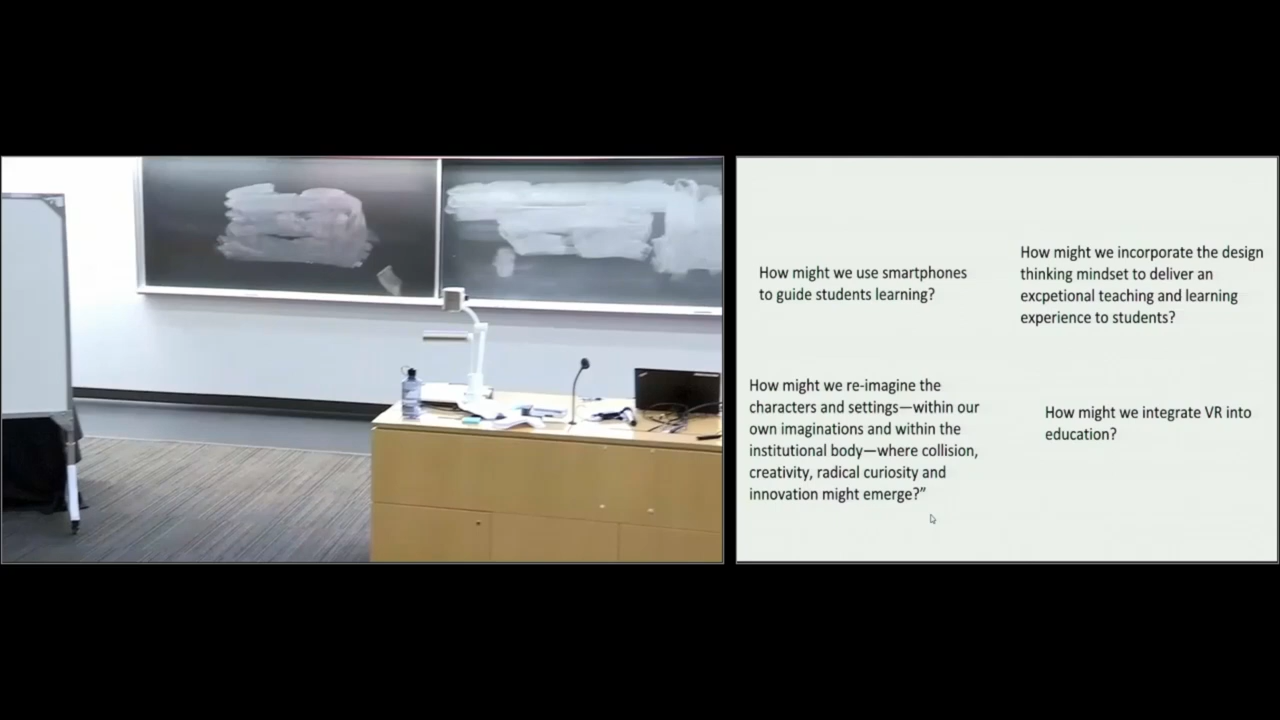 How might we use smartphones
to guide students learning?
How might we incorporate the design
thinking mindset to deliver an
excpetional teaching and learning
experience to students?
How might we re-imagine the
characters and settings—within our
own imaginations and within the
institutional body—where collision,
creativity, radical curiosity and
innovation might emerge?”
How might we integrate VR into
education?